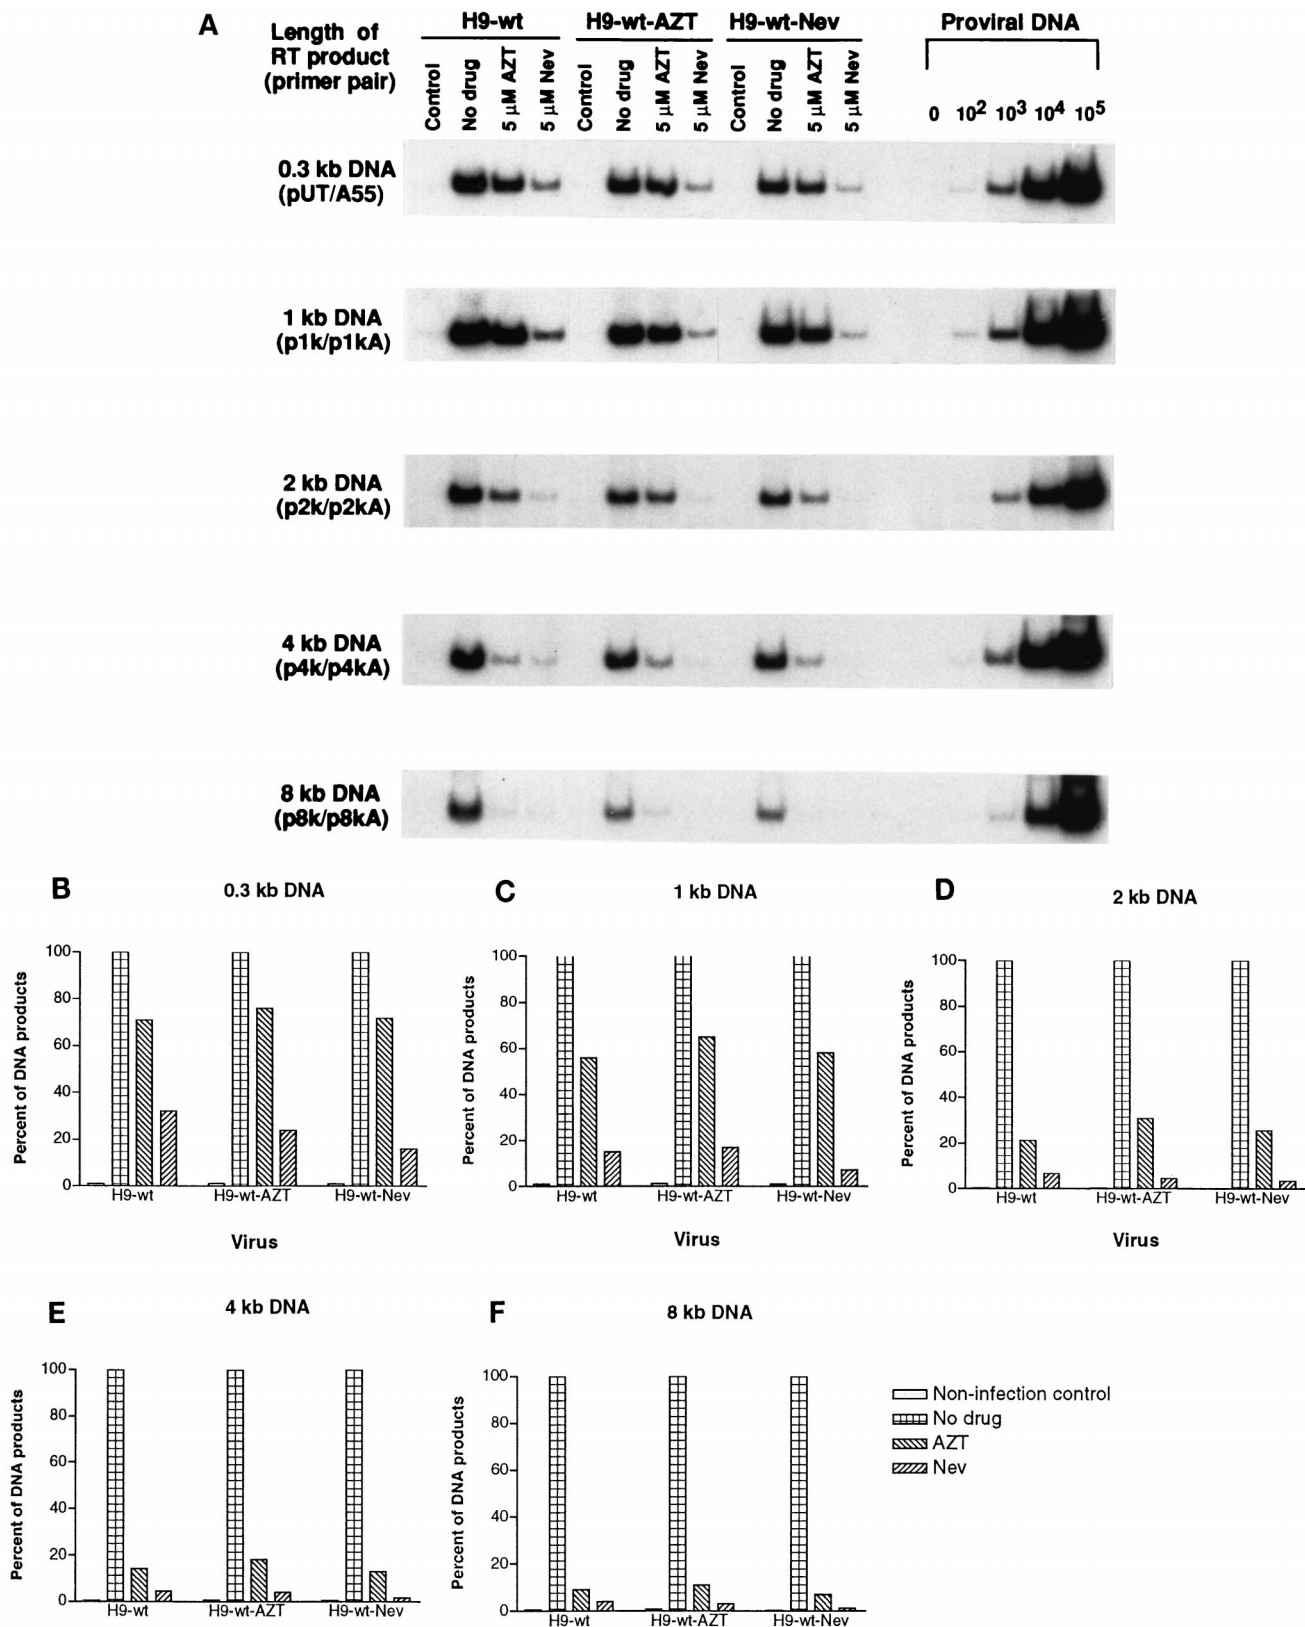 A
Length of
RT product
(primer pair)
H9-wt
H9-wt-AZT
H9-wt-Nev
Proviral DNA
Control
No drug
5 µM AZT
5 µM Nev
Control
No drug
5 µM AZT
5 µM Nev
Control
No drug
5 µM AZT
5 µM Nev
0 10² 10³ 10⁴ 10⁵
0.3 kb DNA
(pUT/A55)
1 kb DNA
(p1k/p1kA)
2 kb DNA
(p2k/p2kA)
4 kb DNA
(p4k/p4kA)
8 kb DNA
(p8k/p8kA)
B
0.3 kb DNA
Percent of DNA products
100
80
60
40
20
0
H9-wt H9-wt-AZT H9-wt-Nev
Virus
C
1 kb DNA
Percent of DNA products
100
80
60
40
20
0
H9-wt H9-wt-AZT H9-wt-Nev
Virus
D
2 kb DNA
Percent of DNA products
100
80
60
40
20
0
H9-wt H9-wt-AZT H9-wt-Nev
Virus
E
4 kb DNA
Percent of DNA products
100
80
60
40
20
0
H9-wt H9-wt-AZT H9-wt-Nev
F
8 kb DNA
Percent of DNA products
100
80
60
40
20
0
H9-wt H9-wt-AZT H9-wt-Nev
Non-infection control
No drug
AZT
Nev